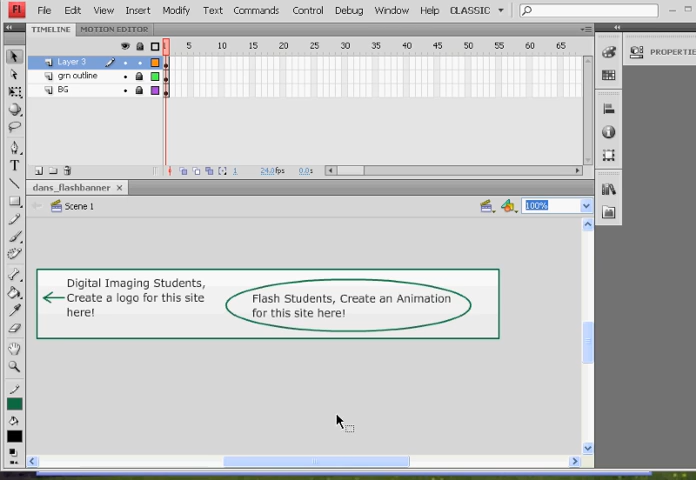 Fl File Edit View Insert Modify Text Commands Control Debug Window Help CLASSIC
TIMELINE MOTION EDITOR
1 5 10 15 20 25 30 35 40 45 50 55 60 65
PROPERTIE
Layer 3
grn outline
BG
1 24.0fps 0.0s
dans_flashbanner
Scene 1
100%
Digital Imaging Students,
Create a logo for this site
here!
Flash Students, Create an Animation
for this site here!